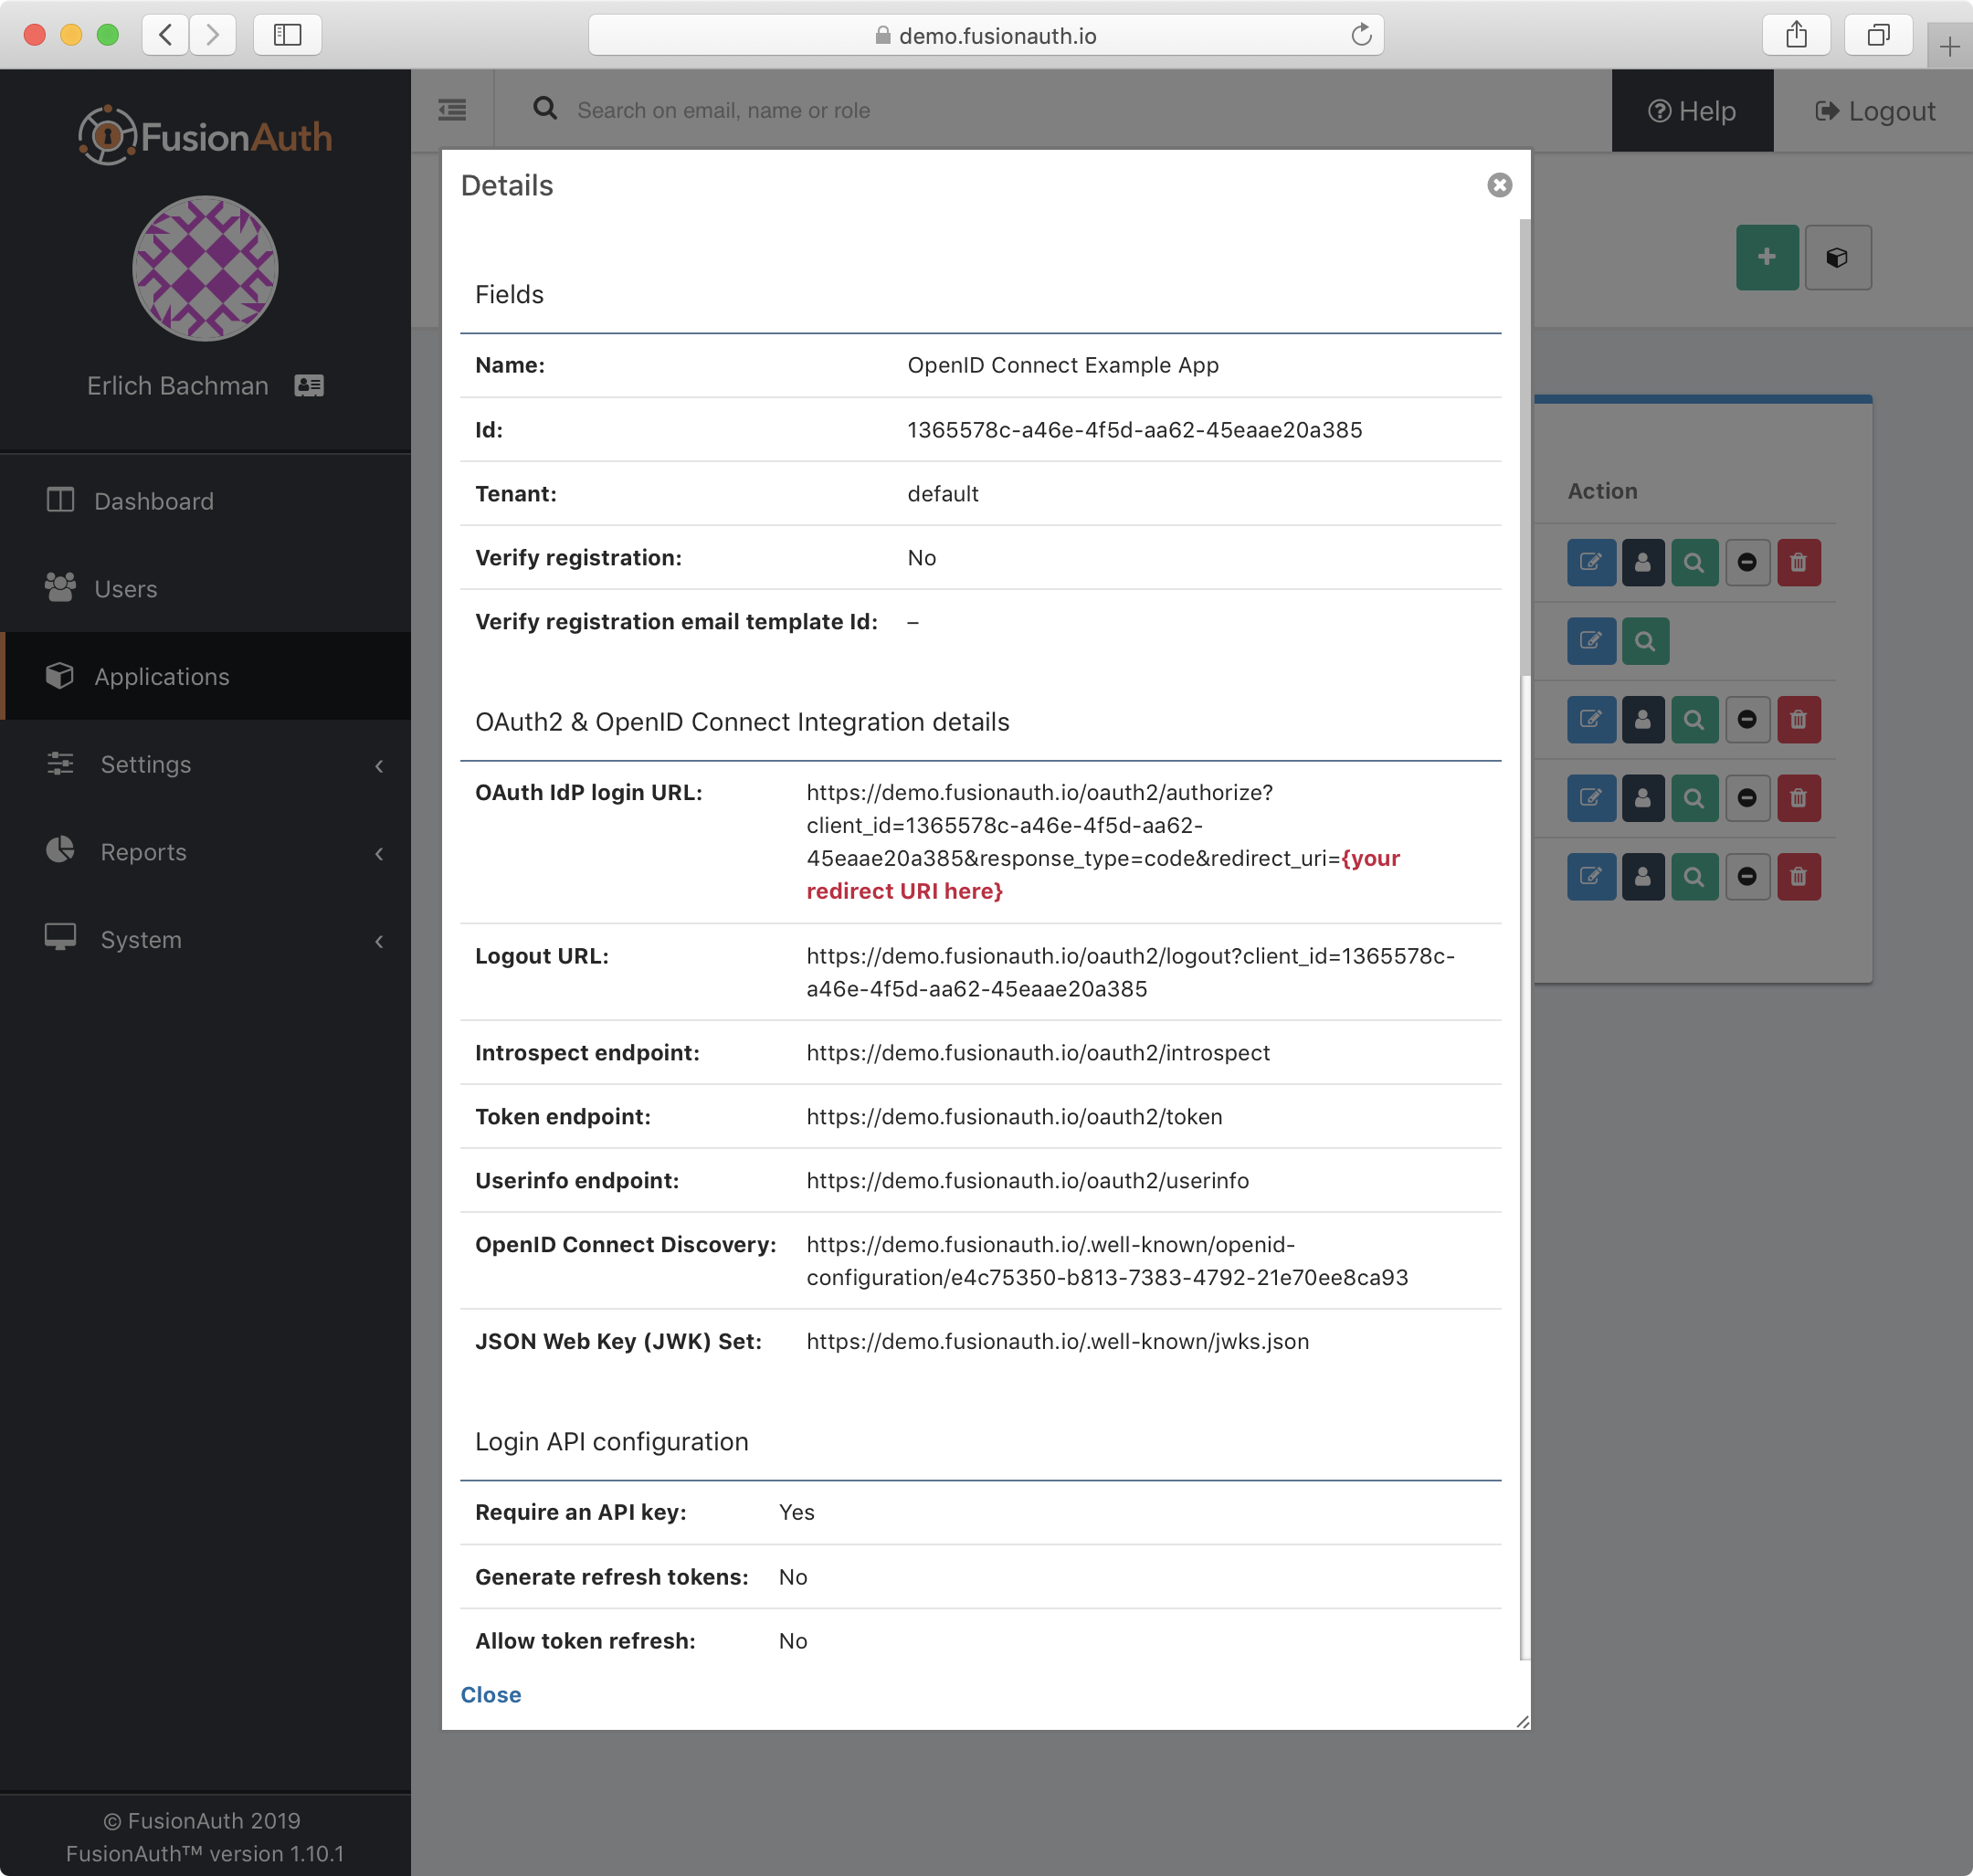 demo.fusionauth.io
FusionAuth
Search on email, name or role
Help
Logout
Erlich Bachman
Dashboard
Users
Applications
Settings
Reports
System
© FusionAuth 2019
FusionAuth™ version 1.10.1
Details
Fields
Name: OpenID Connect Example App
Id: 1365578c-a46e-4f5d-aa62-45eaae20a385
Tenant: default
Verify registration: No
Verify registration email template Id: –
OAuth2 & OpenID Connect Integration details
OAuth IdP login URL: https://demo.fusionauth.io/oauth2/authorize?
client_id=1365578c-a46e-4f5d-aa62-
45eaae20a385&response_type=code&redirect_uri={your
redirect URI here}
Logout URL: https://demo.fusionauth.io/oauth2/logout?client_id=1365578c-
a46e-4f5d-aa62-45eaae20a385
Introspect endpoint: https://demo.fusionauth.io/oauth2/introspect
Token endpoint: https://demo.fusionauth.io/oauth2/token
Userinfo endpoint: https://demo.fusionauth.io/oauth2/userinfo
OpenID Connect Discovery: https://demo.fusionauth.io/.well-known/openid-
configuration/e4c75350-b813-7383-4792-21e70ee8ca93
JSON Web Key (JWK) Set: https://demo.fusionauth.io/.well-known/jwks.json
Login API configuration
Require an API key: Yes
Generate refresh tokens: No
Allow token refresh: No
Close
Action